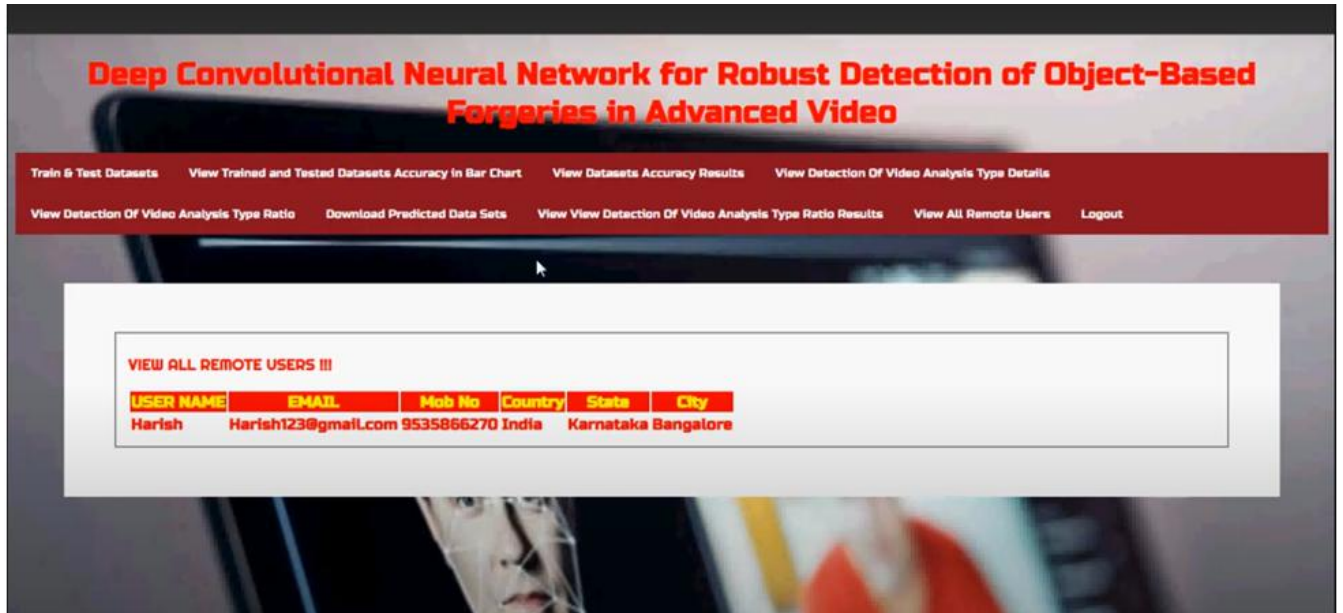 Deep Convolutional Neural Network for Robust Detection of Object-Based
Forgeries in Advanced Video
Train & Test Datasets View Trained and Tested Datasets Accuracy in Bar Chart View Datasets Accuracy Results View Detection Of Video Analysis Type Details
View Detection Of Video Analysis Type Ratio Download Predicted Data Sets View View Detection Of Video Analysis Type Ratio Results View All Remote Users Logout
VIEW ALL REMOTE USERS !!!
USER NAME EMAIL Mob No Country State City
Harish Harish123@gmail.com 9535866270 India Karnataka Bangalore